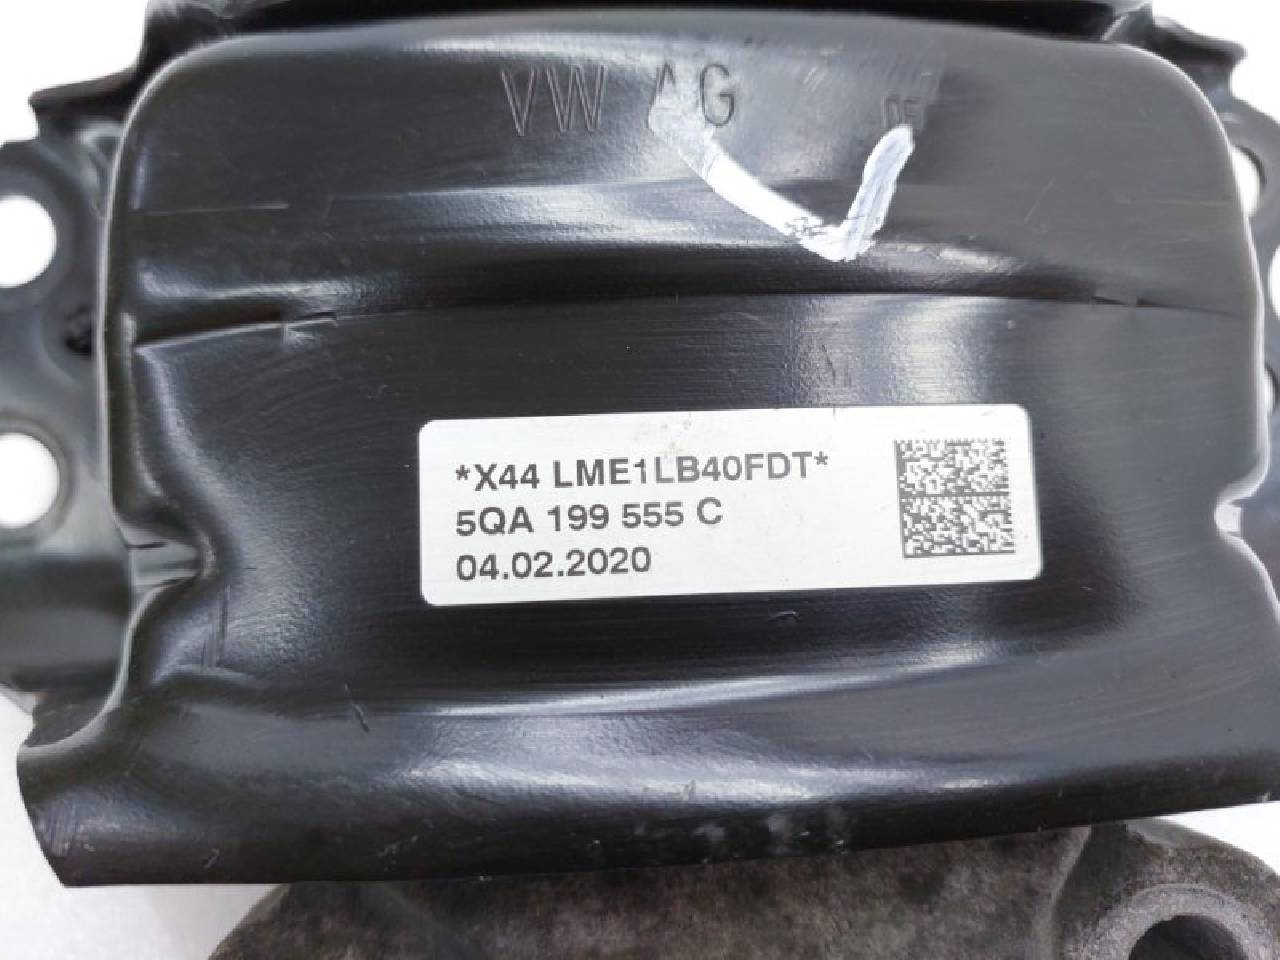 VW AG
*X44 LME1LB40FDT*
5QA 199 555 C
04.02.2020